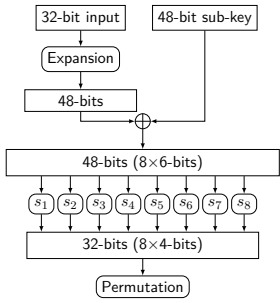 32-bit input 48-bit sub-key
Expansion
48-bits
48-bits (8×6-bits)
s₁ s₂ s₃ s₄ s₅ s₆ s₇ s₈
32-bits (8×4-bits)
Permutation